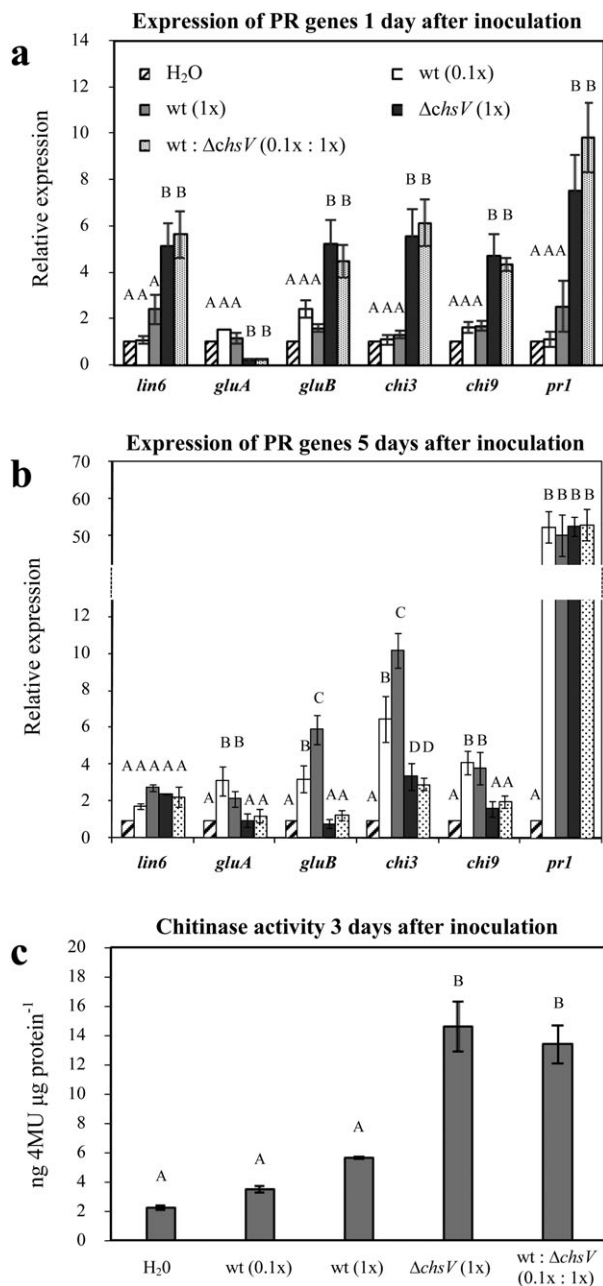 Expression of PR genes 1 day after inoculation
a
14
12
10
8
6
4
2
0
Relative expression
H₂O
wt (0.1x)
wt (1x)
ΔchsV (1x)
wt : ΔchsV (0.1x : 1x)
A A A B B
A A A B B
A A A B B
A A A B B
A A A B B
A A A B B
lin6 gluA gluB chi3 chi9 pr1
Expression of PR genes 5 days after inoculation
b
70
60
50
12
10
8
6
4
2
0
Relative expression
A A A A A
A B B A A
A B C A A
A B C D D
A B B A A
A B B B B
lin6 gluA gluB chi3 chi9 pr1
Chitinase activity 3 days after inoculation
c
20
18
16
14
12
10
8
6
4
2
0
ng 4MU µg protein⁻¹
A A A B B
H₂0 wt (0.1x) wt (1x) ΔchsV (1x) wt : ΔchsV
(0.1x : 1x)